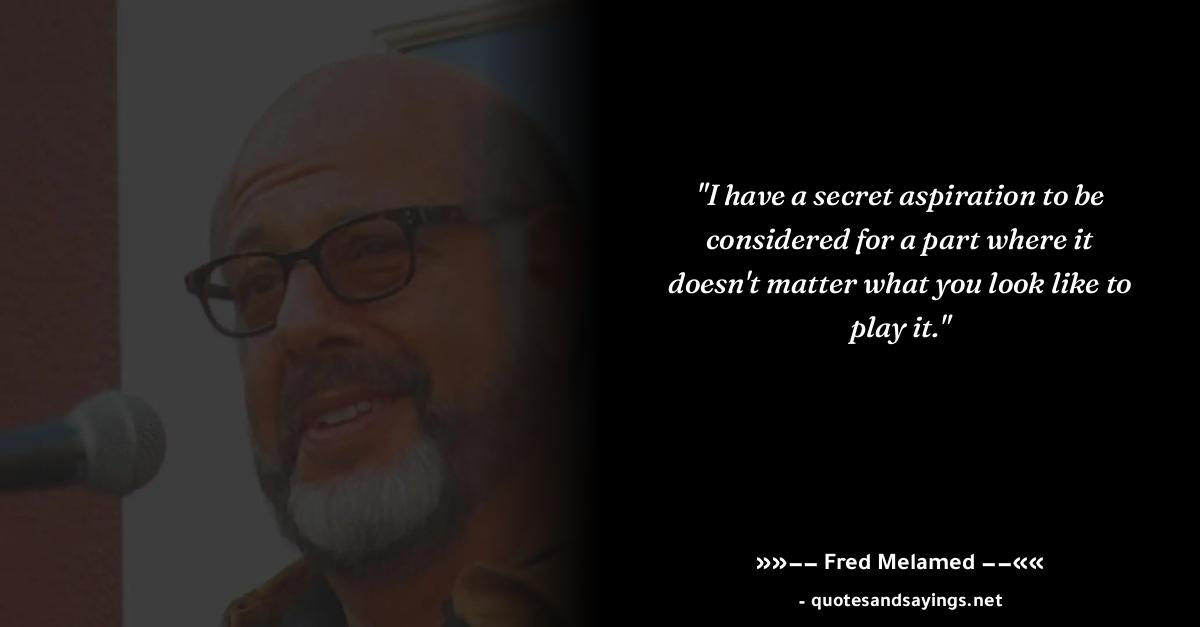 "I have a secret aspiration to be
considered for a part where it
doesn't matter what you look like to
play it."
»»−− Fred Melamed −−««
- quotesandsayings.net